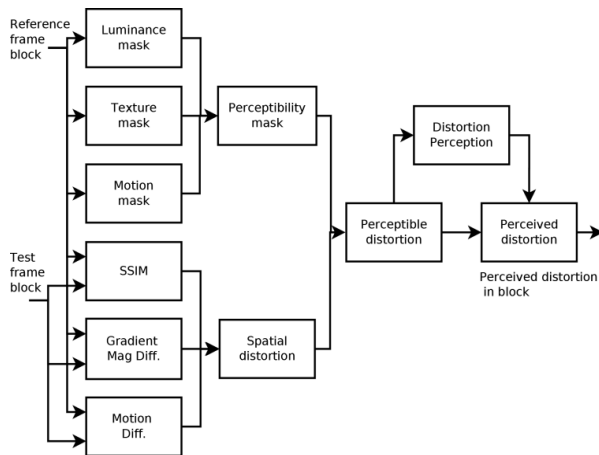 Reference
frame
block
Luminance
mask
Texture
mask
Perceptibility
mask
Distortion
Perception
Motion
mask
Perceptible
distortion
Perceived
distortion
Test
frame
block
SSIM
Perceived distortion
in block
Gradient
Mag Diff.
Spatial
distortion
Motion
Diff.